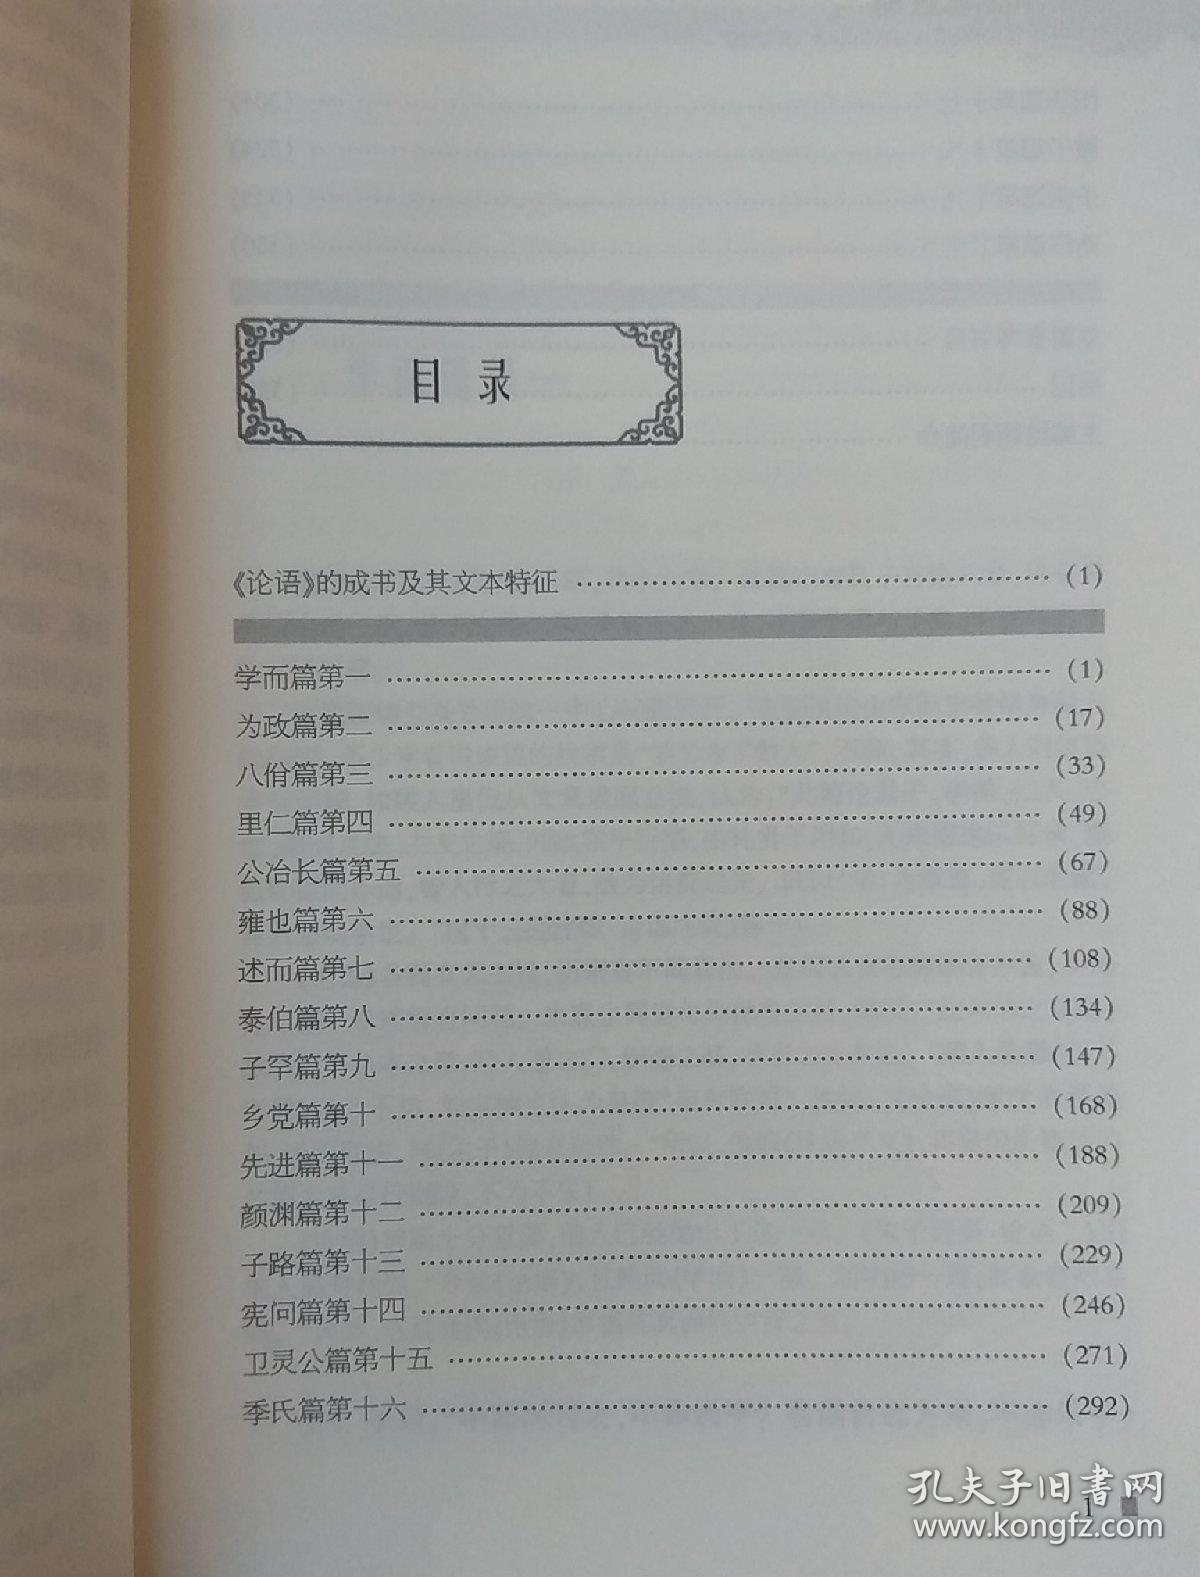 目录
《论语》的成书及其文本特征 ………………………………………… (1)
学而篇第一 ………………………………………… (1)
为政篇第二 ………………………………………… (17)
八佾篇第三 ………………………………………… (33)
里仁篇第四 ………………………………………… (49)
公冶长篇第五 ………………………………………… (67)
雍也篇第六 ………………………………………… (88)
述而篇第七 ………………………………………… (108)
泰伯篇第八 ………………………………………… (134)
子罕篇第九 ………………………………………… (147)
乡党篇第十 ………………………………………… (168)
先进篇第十一 ………………………………………… (188)
颜渊篇第十二 ………………………………………… (209)
子路篇第十三 ………………………………………… (229)
宪问篇第十四 ………………………………………… (246)
卫灵公篇第十五 ………………………………………… (271)
季氏篇第十六 ………………………………………… (292)
1
孔夫子旧书网
www.kongfz.com